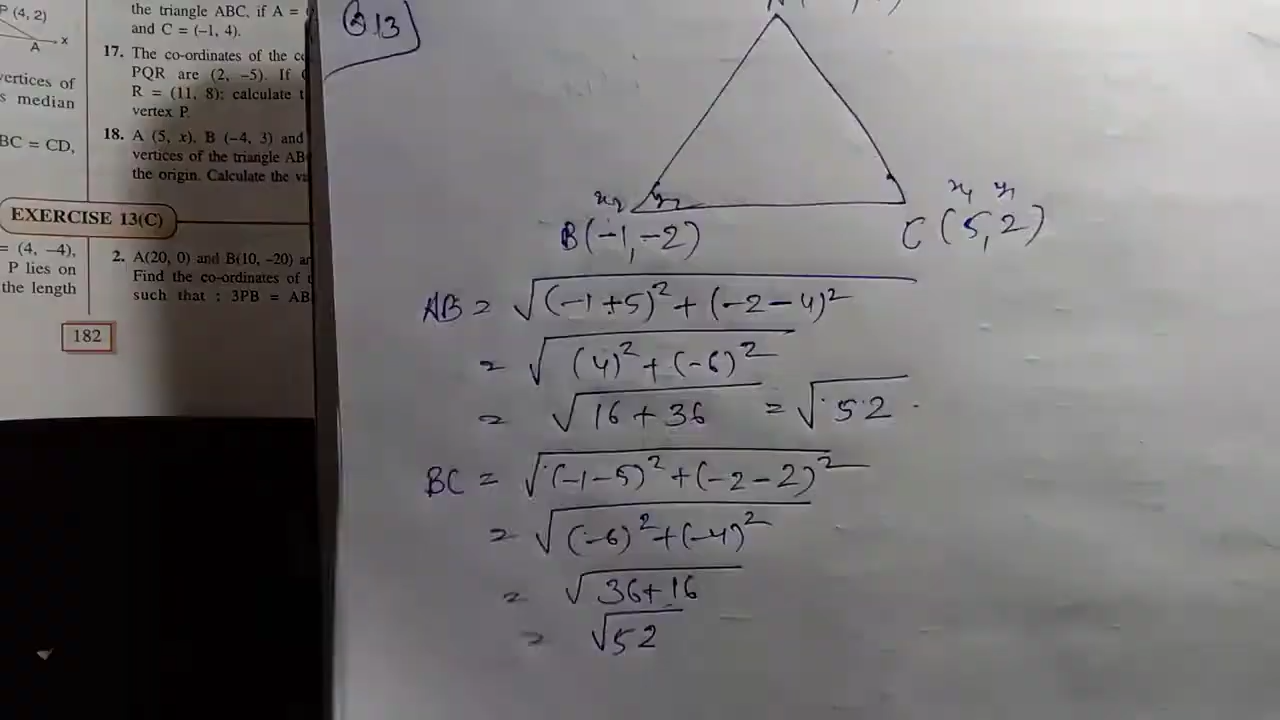 P (4, 2)
A
x
vertices of
s median
BC = CD,
EXERCISE 13(C)
= (4, –4),
P lies on
the length
182
the triangle ABC, if A =
and C = (–1, 4).
17. The co-ordinates of the
PQR are (2, –5). If
R = (11, 8); calculate
vertex P.
18. A (5, x), B (–4, 3) and
vertices of the triangle AB
the origin. Calculate the
2. A(20, 0) and B(10, –20)
Find the co-ordinates of
such that : 3PB = AB
Q.13
x2 y2
B(-1,-2)
y1
C (5,2)
AB = √(-1+5)²+(-2-4)²
= √(4)²+(-6)²
= √16+36 = √52
BC = √(-1-5)²+(-2-2)²
= √(-6)²+(-4)²
= √36+16
= √52